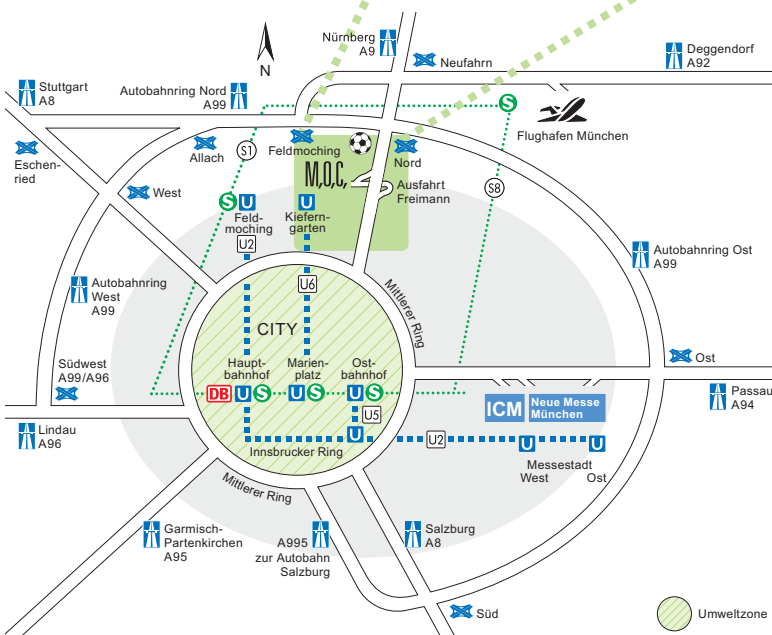 Nürnberg
A9
Neufahrn
Deggendorf
A92
N
Stuttgart
A8
Autobahnring Nord
A99
S
Flughafen München
Eschen-
ried
Allach
S1
Feldmoching
Nord
M,O,C,
Ausfahrt
Freimann
West
S8
S U
Feld-
moching
U2
U
Kiefern-
garten
Autobahnring Ost
A99
Autobahnring
West
A99
U6
Mittlerer Ring
CITY
Südwest
A99/A96
Haupt-
bahnhof
Marien-
platz
Ost-
bahnhof
Ost
DB U S
U S
U S
Passau
A94
ICM
Neue Messe
München
U5
Lindau
A96
U
U2
U
U
Innsbrucker Ring
Messestadt
West Ost
Mittlerer Ring
Garmisch-
Partenkirchen
A95
A995
zur Autobahn
Salzburg
Salzburg
A8
Süd
Umweltzone